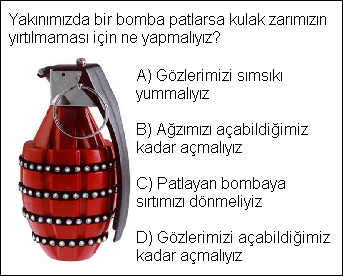 Yakınımızda bir bomba patlarsa kulak zarımızın
yırtılmaması için ne yapmalıyız?
A) Gözlerimizi sımsıkı
yummalıyız
B) Ağzımızı açabildiğimiz
kadar açmalıyız
C) Patlayan bombaya
sırtımızı dönmeliyiz
D) Gözlerimizi açabildiğimiz
kadar açmalıyız